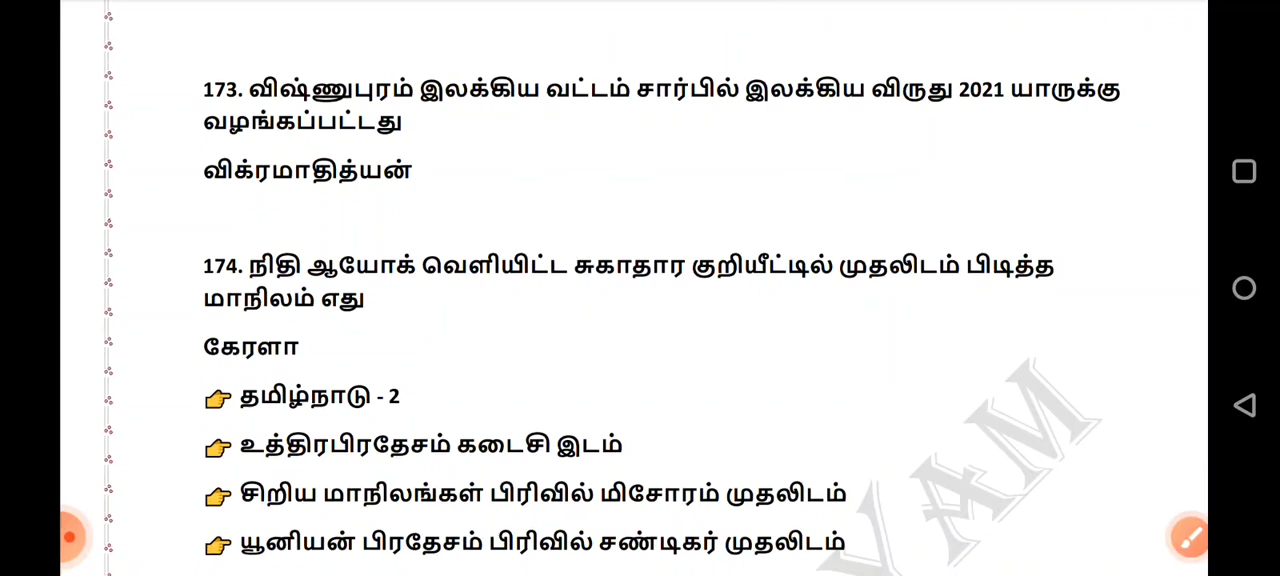 173. விஷ்ணுபுரம் இலக்கிய வட்டம் சார்பில் இலக்கிய விருது 2021 யாருக்கு
வழங்கப்பட்டது
விக்ரமாதித்யன்
174. நிதி ஆயோக் வெளியிட்ட சுகாதார குறியீட்டில் முதலிடம் பிடித்த
மாநிலம் எது
கேரளா
👉 தமிழ்நாடு - 2
👉 உத்திரபிரதேசம் கடைசி இடம்
👉 சிறிய மாநிலங்கள் பிரிவில் மிசோரம் முதலிடம்
👉 யூனியன் பிரதேசம் பிரிவில் சண்டிகர் முதலிடம்
YAM